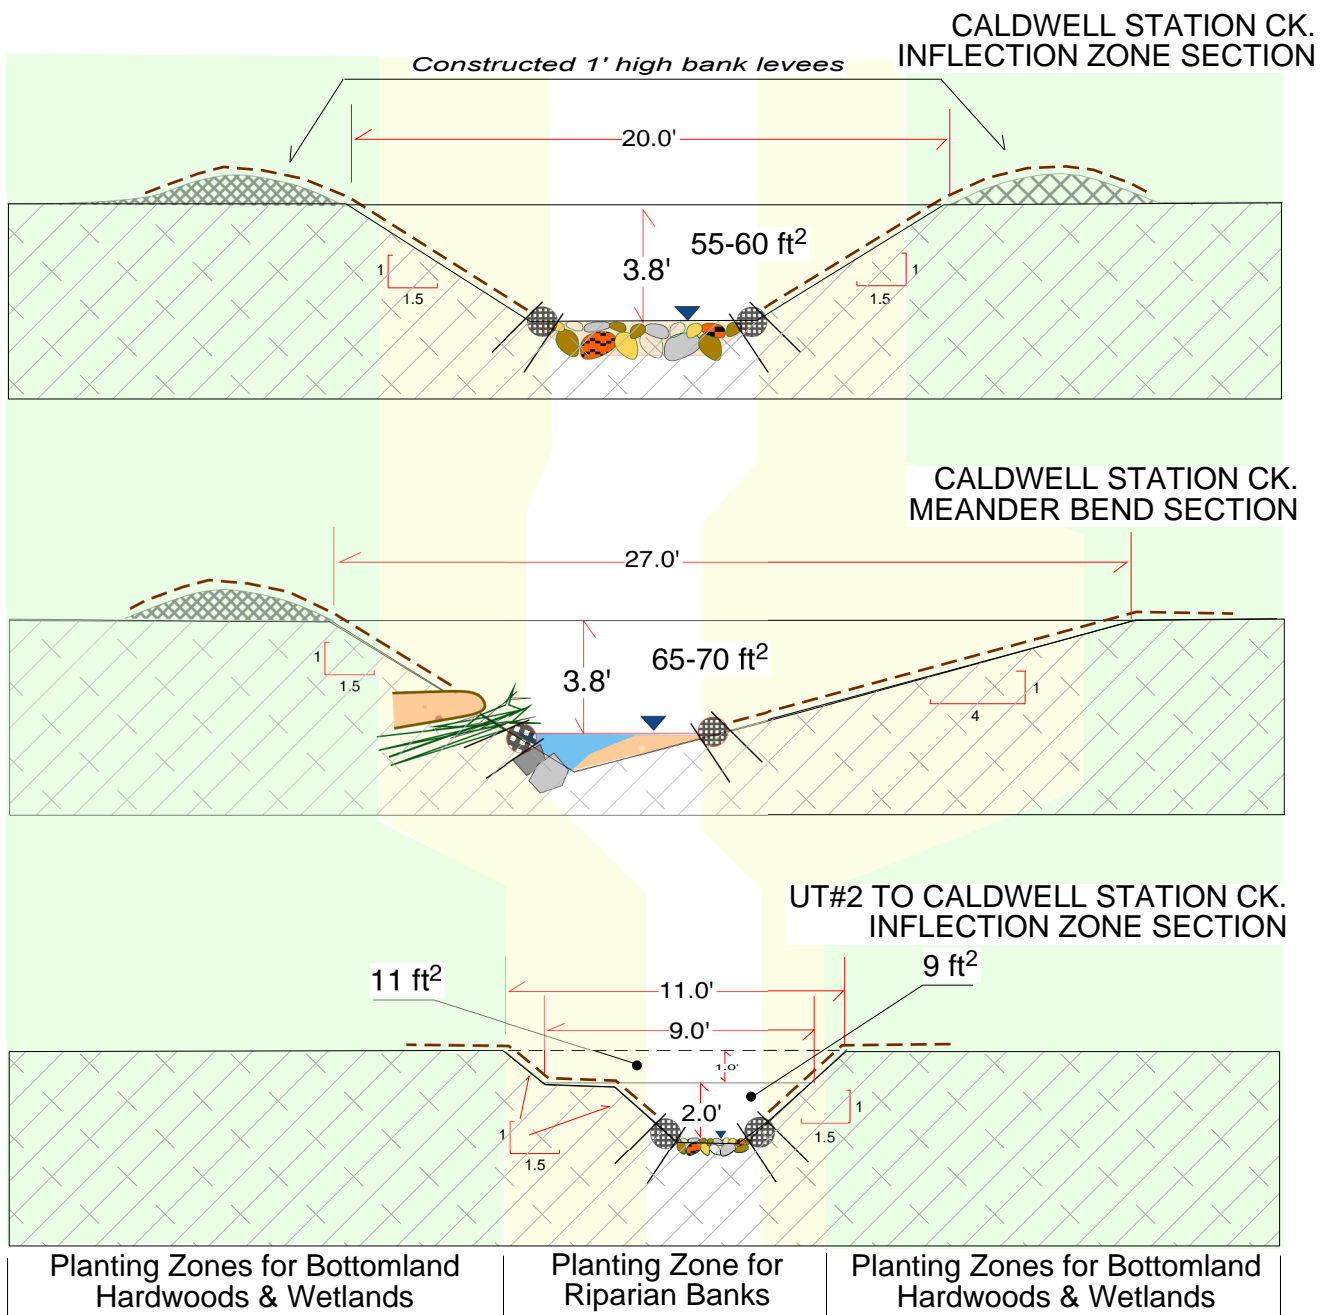 CALDWELL STATION CK.
INFLECTION ZONE SECTION
Constructed 1' high bank levees
20.0'
55-60 ft²
3.8'
1
1.5
1
1.5
CALDWELL STATION CK.
MEANDER BEND SECTION
27.0'
65-70 ft²
3.8'
1
1.5
1
4
UT#2 TO CALDWELL STATION CK.
INFLECTION ZONE SECTION
11 ft²
9 ft²
11.0'
9.0'
1.0'
2.0'
1
1.5
1
1.5
Planting Zones for Bottomland
Hardwoods & Wetlands
Planting Zone for
Riparian Banks
Planting Zones for Bottomland
Hardwoods & Wetlands